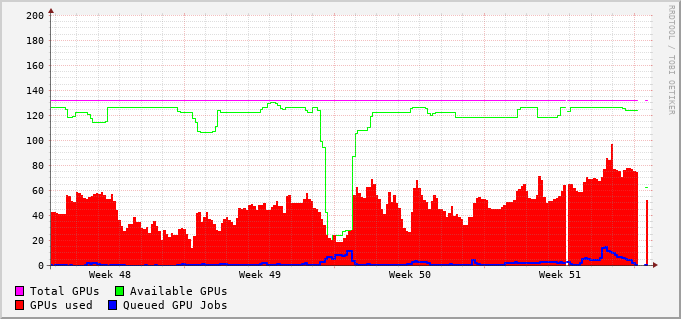 200
180
160
140
120
100
80
60
40
20
0
Week 48 Week 49 Week 50 Week 51
Total GPUs Available GPUs
GPUs used Queued GPU Jobs
RRDTOOL / TOBI OETIKER